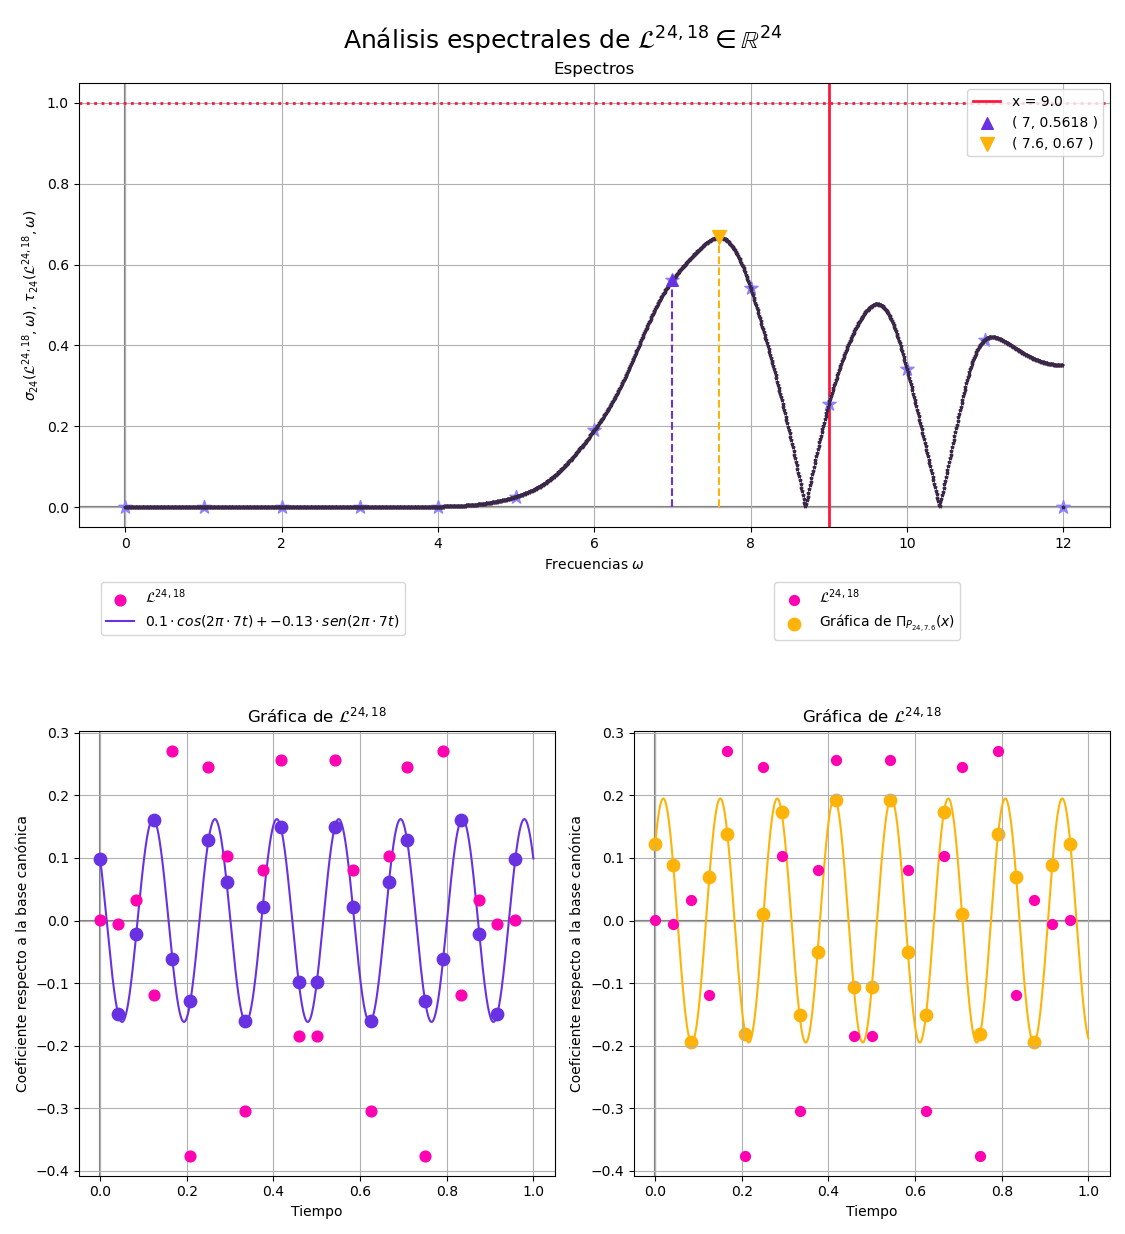 Análisis espectrales de ℒ^{24,18} ∈ ℝ^{24}
Espectros
σ_{24}(ℒ^{24,18}, ω), τ_{24}(ℒ^{24,18}, ω)
1.0
0.8
0.6
0.4
0.2
0.0
x = 9.0
( 7, 0.5618 )
( 7.6, 0.67 )
0 2 4 6 8 10 12
Frecuencias ω
ℒ^{24,18}
0.1 · cos(2π · 7t) + −0.13 · sen(2π · 7t)
ℒ^{24,18}
Gráfica de Π_{P_{24,7.6}}(x)
Gráfica de ℒ^{24,18}
Coeficiente respecto a la base canónica
0.3
0.2
0.1
0.0
−0.1
−0.2
−0.3
−0.4
0.0 0.2 0.4 0.6 0.8 1.0
Tiempo
Gráfica de ℒ^{24,18}
Coeficiente respecto a la base canónica
0.3
0.2
0.1
0.0
−0.1
−0.2
−0.3
−0.4
0.0 0.2 0.4 0.6 0.8 1.0
Tiempo